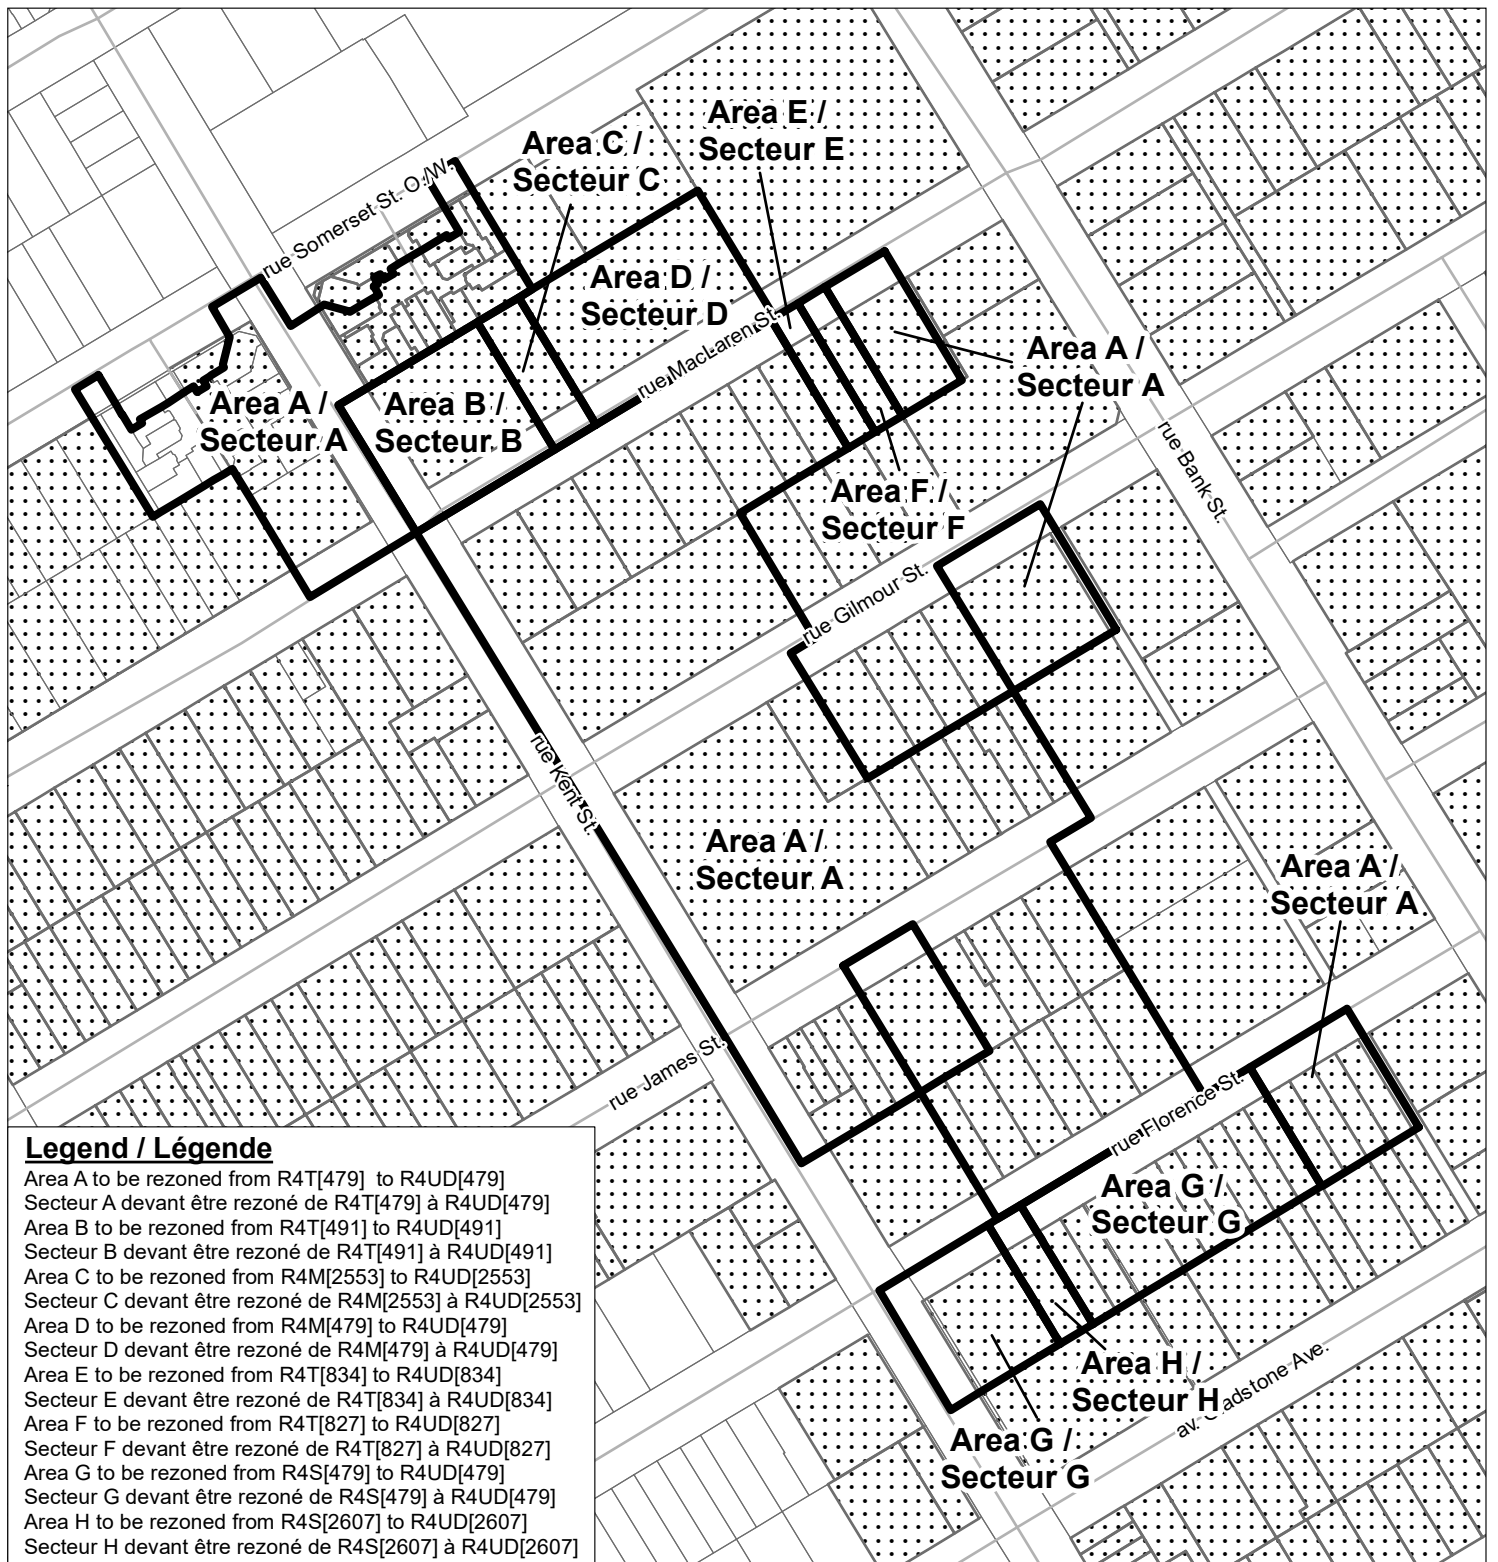 Area E /
Secteur E
Area C /
Secteur C
rue Somerset St. O./W.
Area D /
Secteur D
rue MacLaren St.
Area A /
Secteur A
Area A /
Secteur A
Area B /
Secteur B
rue Bank St.
Area F /
Secteur F
rue Gilmour St.
rue Kent St.
Area A /
Secteur A
Area A /
Secteur A
rue James St.
rue Florence St.
Area G /
Secteur G
Area H /
Secteur H
av. Gladstone Ave.
Area G /
Secteur G
Legend / Légende
Area A to be rezoned from R4T[479] to R4UD[479]
Secteur A devant être rezoné de R4T[479] à R4UD[479]
Area B to be rezoned from R4T[491] to R4UD[491]
Secteur B devant être rezoné de R4T[491] à R4UD[491]
Area C to be rezoned from R4M[2553] to R4UD[2553]
Secteur C devant être rezoné de R4M[2553] à R4UD[2553]
Area D to be rezoned from R4M[479] to R4UD[479]
Secteur D devant être rezoné de R4M[479] à R4UD[479]
Area E to be rezoned from R4T[834] to R4UD[834]
Secteur E devant être rezoné de R4T[834] à R4UD[834]
Area F to be rezoned from R4T[827] to R4UD[827]
Secteur F devant être rezoné de R4T[827] à R4UD[827]
Area G to be rezoned from R4S[479] to R4UD[479]
Secteur G devant être rezoné de R4S[479] à R4UD[479]
Area H to be rezoned from R4S[2607] to R4UD[2607]
Secteur H devant être rezoné de R4S[2607] à R4UD[2607]